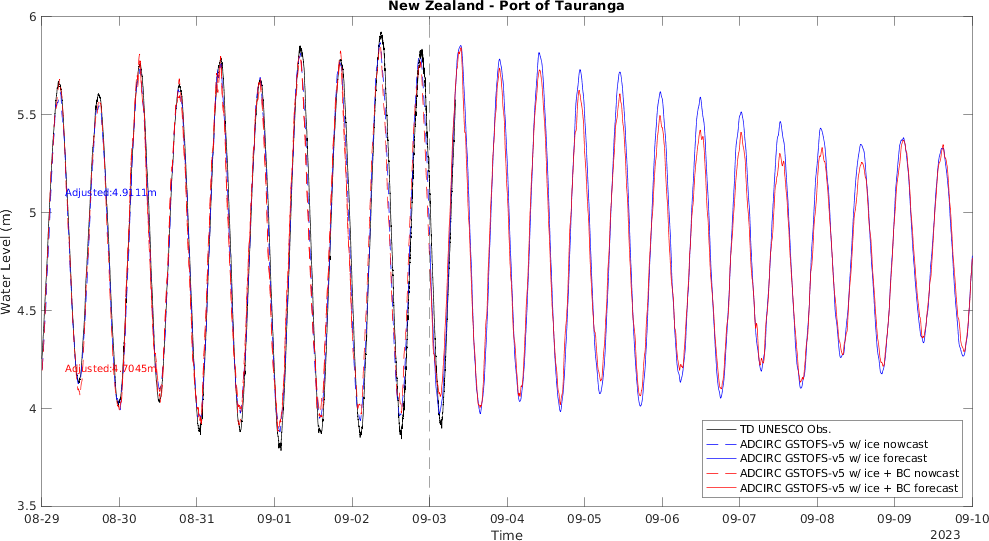 New Zealand - Port of Tauranga
6
5.5
5
4.5
4
3.5
Water Level (m)
Adjusted:4.9111m
Adjusted:4.7045m
TD UNESCO Obs.
ADCIRC GSTOFS-v5 w/ ice nowcast
ADCIRC GSTOFS-v5 w/ ice forecast
ADCIRC GSTOFS-v5 w/ ice + BC nowcast
ADCIRC GSTOFS-v5 w/ ice + BC forecast
08-29 08-30 08-31 09-01 09-02 09-03 09-04 09-05 09-06 09-07 09-08 09-09 09-10
Time
2023